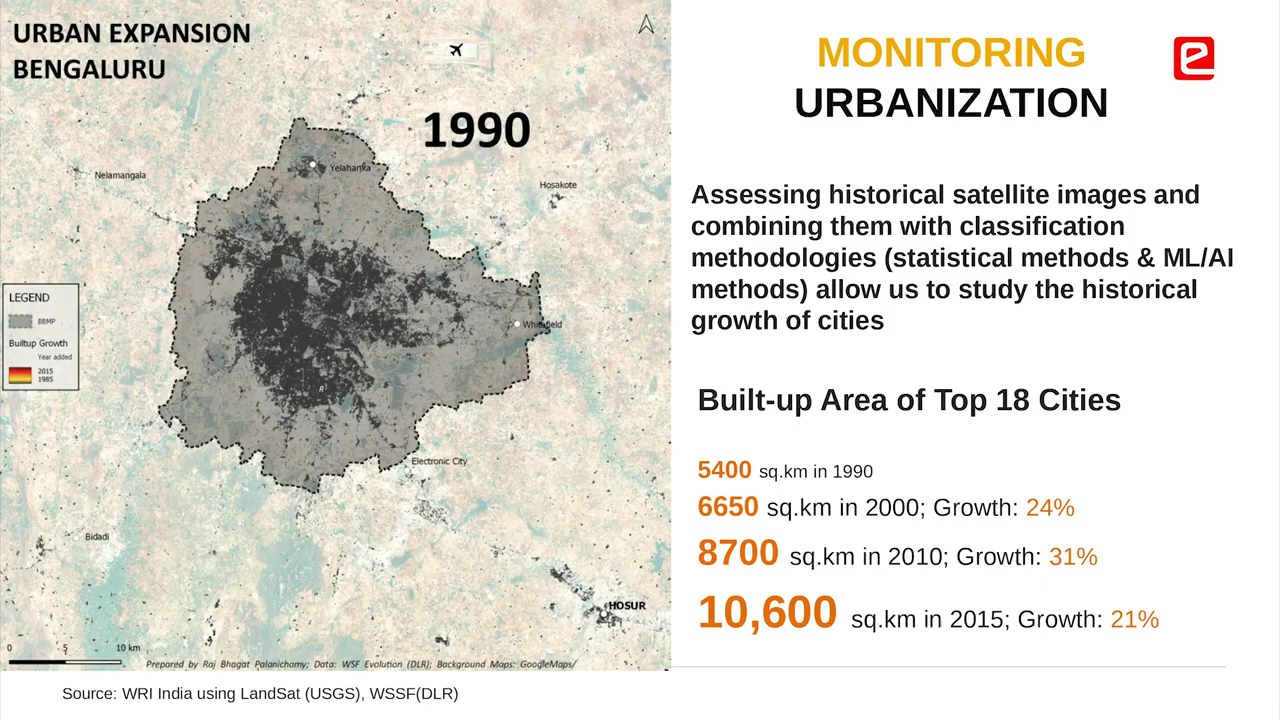 URBAN EXPANSION
BENGALURU
1990
Nelamangala
Yelahanka
Hosakote
Whitefield
Electronic City
Bidadi
HOSUR
LEGEND
BBMP
Builtup Growth
Year added
2015
1985
0 5 10 km
Prepared by Raj Bhagat Palanichamy; Data: WSF Evolution (DLR); Background Maps: GoogleMaps/
Source: WRI India using LandSat (USGS), WSSF(DLR)
MONITORING
URBANIZATION
e
Assessing historical satellite images and
combining them with classification
methodologies (statistical methods & ML/AI
methods) allow us to study the historical
growth of cities
Built-up Area of Top 18 Cities
5400 sq.km in 1990
6650 sq.km in 2000; Growth: 24%
8700 sq.km in 2010; Growth: 31%
10,600 sq.km in 2015; Growth: 21%